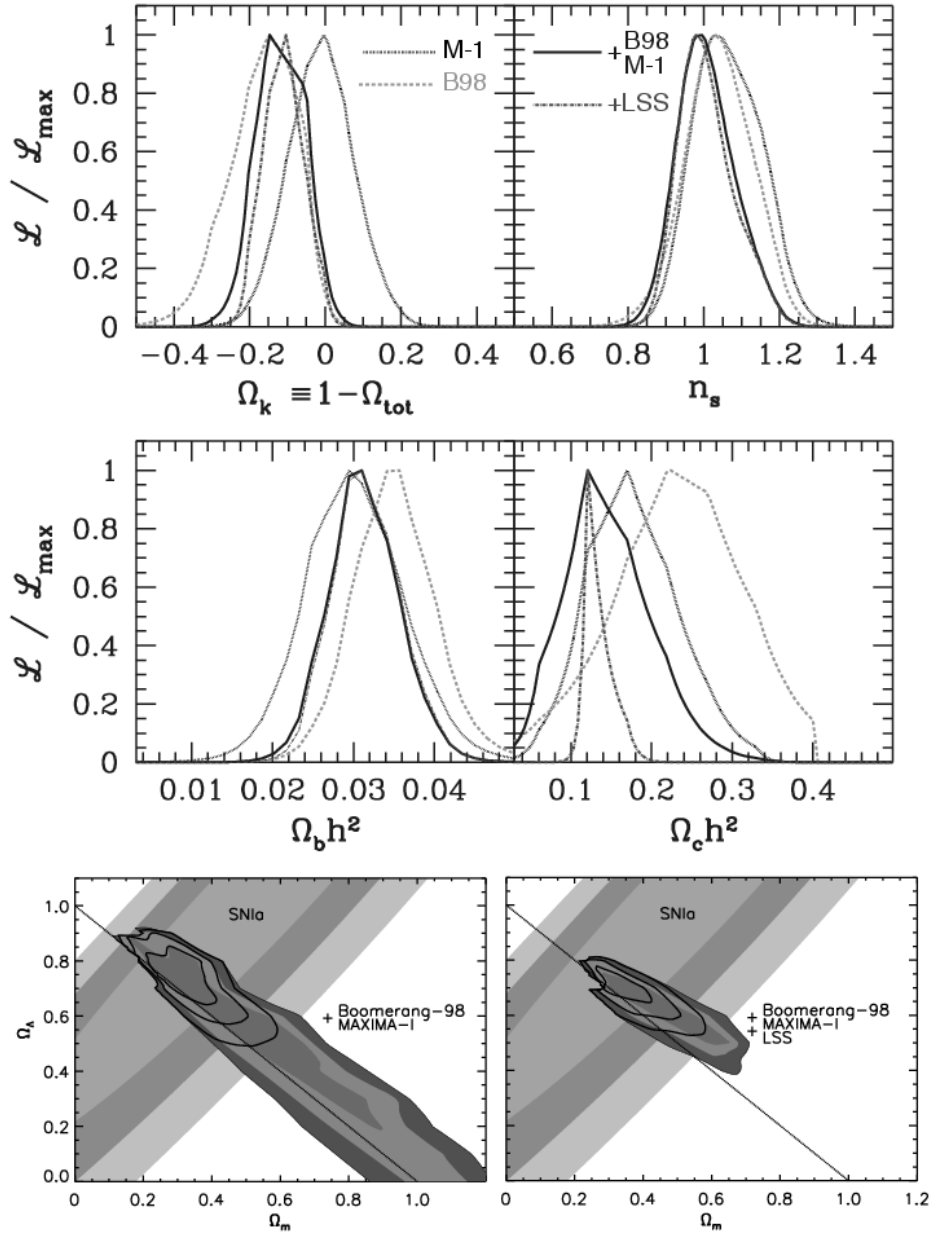 1
0.8
0.6
0.4
0.2
0
ℒ / ℒmax
M-1
B98
+B98
M-1
+LSS
−0.4 −0.2 0 0.2 0.4
0.6 0.8 1 1.2 1.4
Ωk ≡ 1−Ωtot
ns
1
0.8
0.6
0.4
0.2
0
ℒ / ℒmax
0.01 0.02 0.03 0.04
0.1 0.2 0.3 0.4
Ωbh²
Ωch²
1.0
0.8
0.6
0.4
0.2
0.0
ΩΛ
SNIa
+ Boomerang-98
MAXIMA-I
0 0.2 0.4 0.6 0.8 1.0
Ωm
SNIa
+ Boomerang-98
+ MAXIMA-I
LSS
0 0.2 0.4 0.6 0.8 1.0 1.2
Ωm